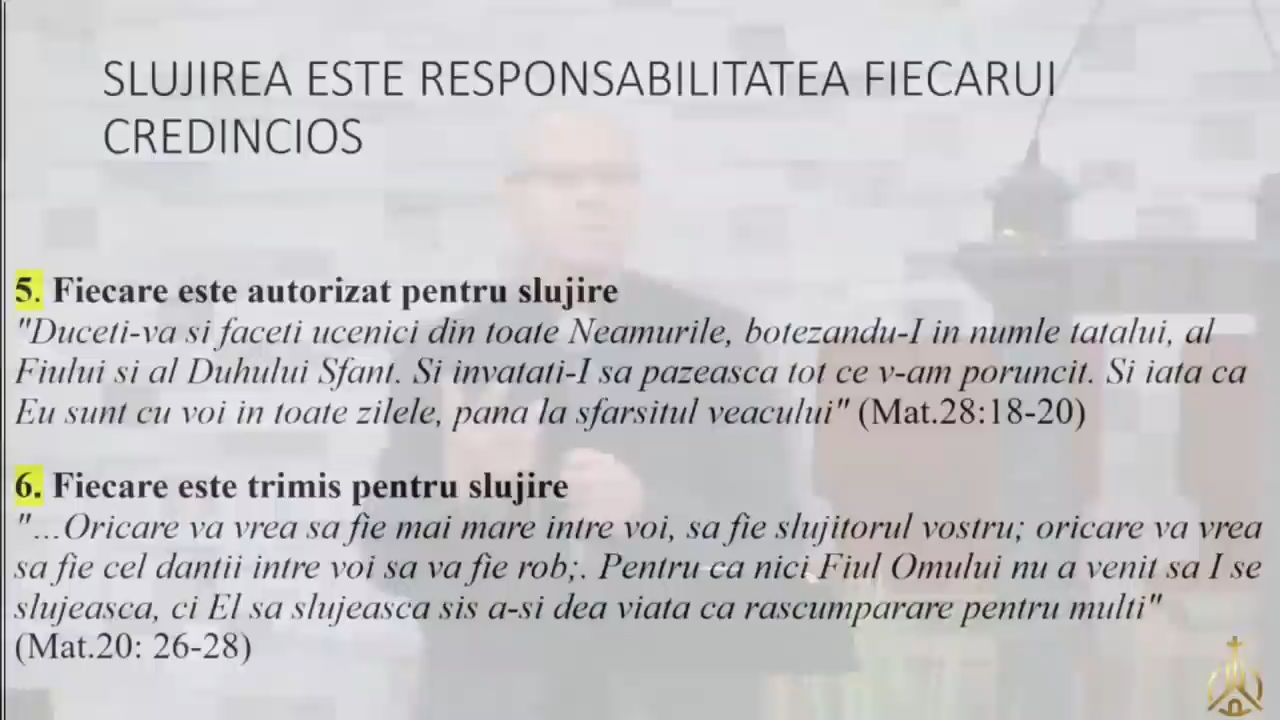 SLUJIREA ESTE RESPONSABILITATEA FIECARUI
CREDINCIOS
5. Fiecare este autorizat pentru slujire
"Duceti-va si faceti ucenici din toate Neamurile, botezandu-I in numle tatalui, al
Fiului si al Duhului Sfant. Si invatati-I sa pazeasca tot ce v-am poruncit. Si iata ca
Eu sunt cu voi in toate zilele, pana la sfarsitul veacului" (Mat.28:18-20)
6. Fiecare este trimis pentru slujire
"...Oricare va vrea sa fie mai mare intre voi, sa fie slujitorul vostru; oricare va vrea
sa fie cel dantii intre voi sa va fie rob;. Pentru ca nici Fiul Omului nu a venit sa I se
slujeasca, ci El sa slujeasca sis a-si dea viata ca rascumparare pentru multi"
(Mat.20: 26-28)